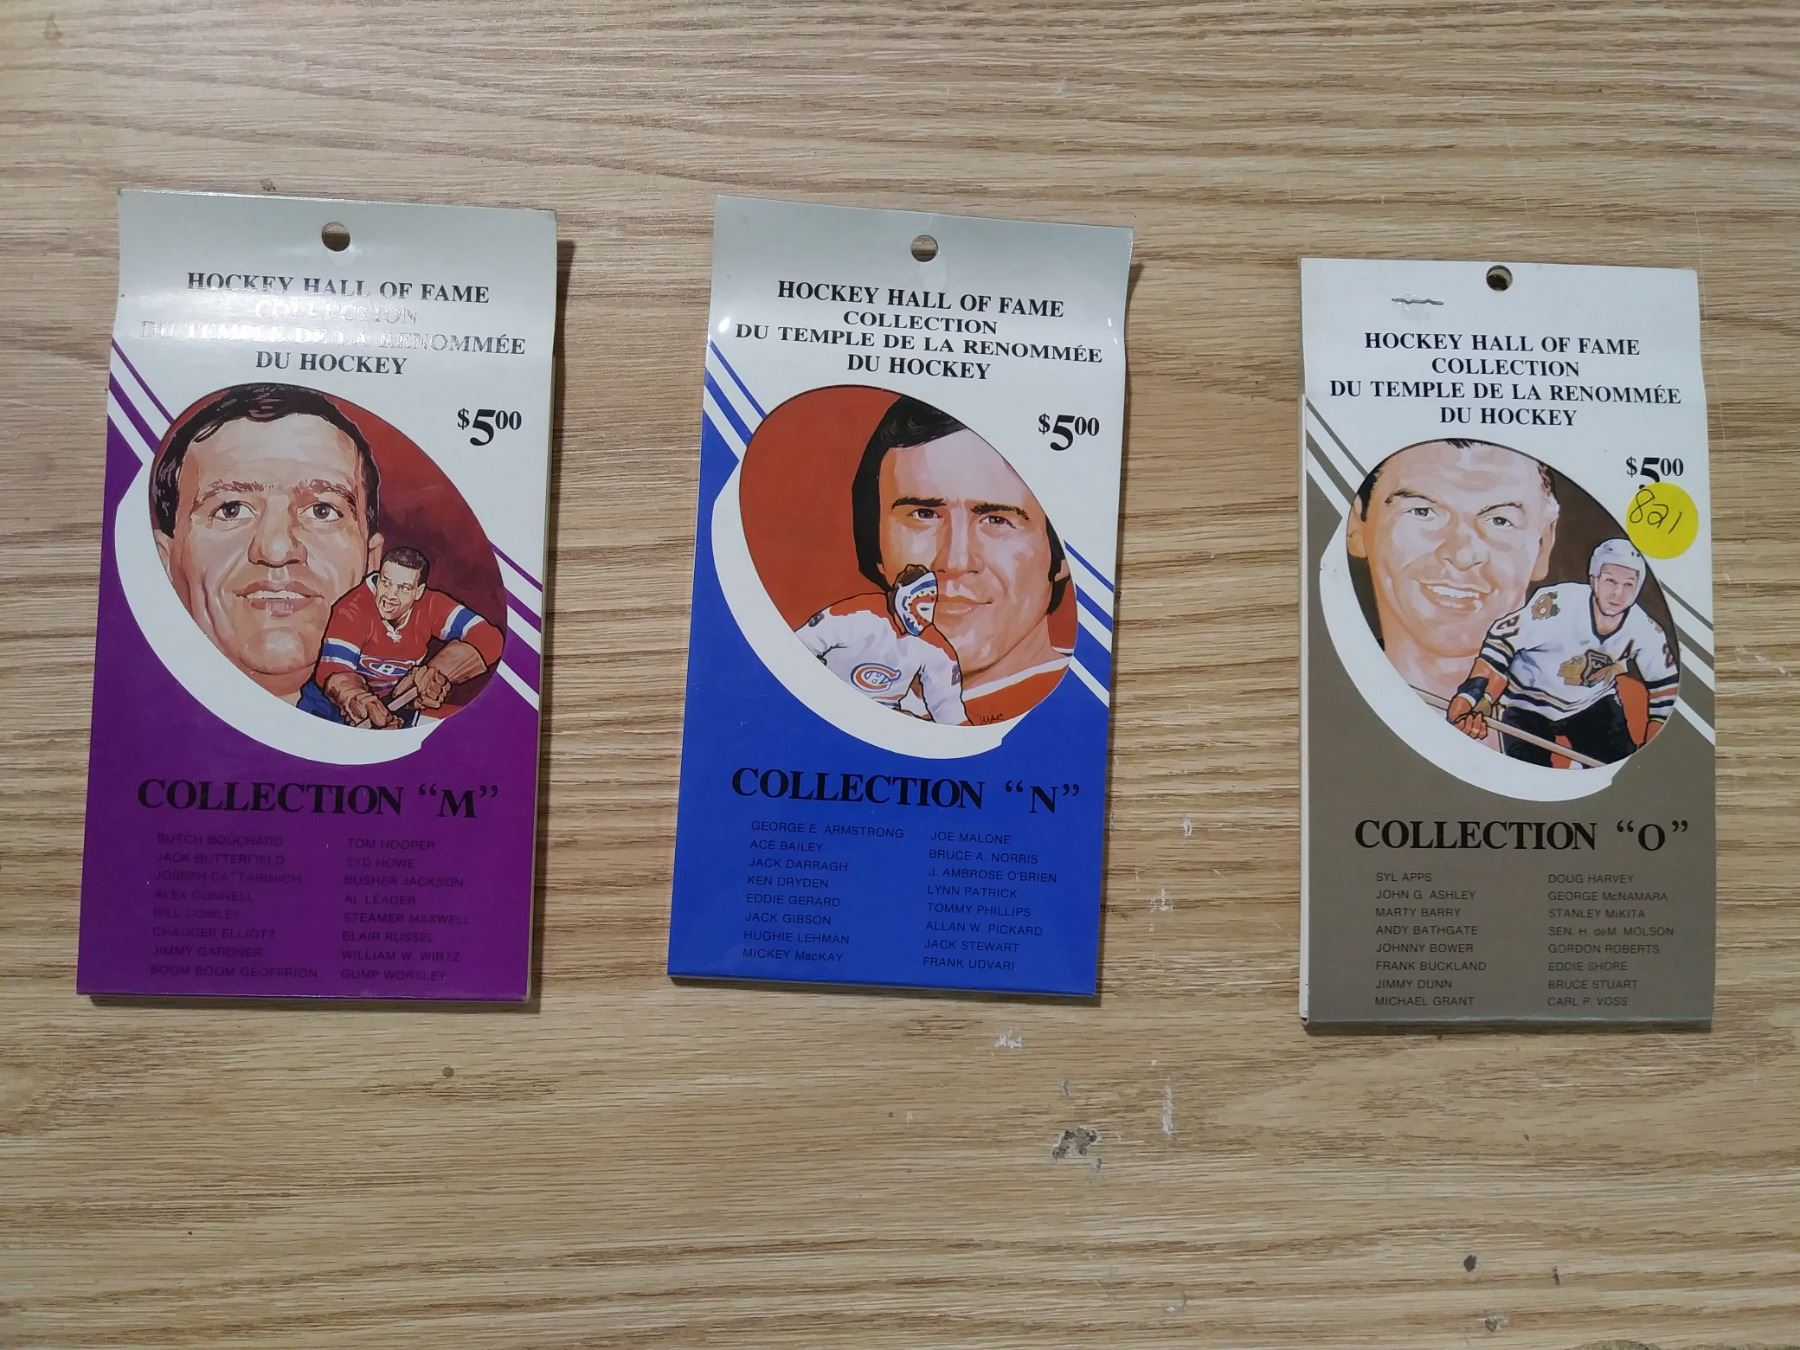 HOCKEY HALL OF FAME
COLLECTION
DU TEMPLE DE LA RENOMMÉE
DU HOCKEY
$5.00
COLLECTION "M"
BUTCH BOUCHARD
JACK BUTTERFIELD
JOSEPH CATTARINICH
ALEX CONNELL
BILL COWLEY
CHAUCER ELLIOTT
JIMMY GARDNER
BOOM BOOM GEOFFRION
TOM HOOPER
SYD HOWE
BUSHER JACKSON
AL LEADER
STEAMER MAXWELL
BLAIR RUSSEL
WILLIAM W. WIRTZ
GUMP WORSLEY
HOCKEY HALL OF FAME
COLLECTION
DU TEMPLE DE LA RENOMMÉE
DU HOCKEY
$5.00
COLLECTION "N"
GEORGE E. ARMSTRONG
ACE BAILEY
JACK DARRAGH
KEN DRYDEN
EDDIE GERARD
JACK GIBSON
HUGHIE LEHMAN
MICKEY MacKAY
JOE MALONE
BRUCE A. NORRIS
J. AMBROSE O'BRIEN
LYNN PATRICK
TOMMY PHILLIPS
ALLAN W. PICKARD
JACK STEWART
FRANK UDVARI
HOCKEY HALL OF FAME
COLLECTION
DU TEMPLE DE LA RENOMMÉE
DU HOCKEY
$5.00
821
COLLECTION "O"
SYL APPS
JOHN G. ASHLEY
MARTY BARRY
ANDY BATHGATE
JOHNNY BOWER
FRANK BUCKLAND
JIMMY DUNN
MICHAEL GRANT
DOUG HARVEY
GEORGE McNAMARA
STANLEY MIKITA
SEN. H. deM. MOLSON
GORDON ROBERTS
EDDIE SHORE
BRUCE STUART
CARL P. VOSS